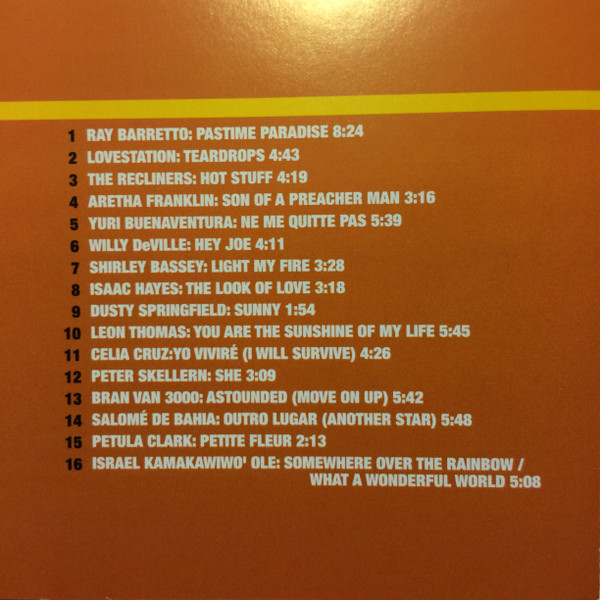 1 RAY BARRETTO: PASTIME PARADISE 8:24
2 LOVESTATION: TEARDROPS 4:43
3 THE RECLINERS: HOT STUFF 4:19
4 ARETHA FRANKLIN: SON OF A PREACHER MAN 3:16
5 YURI BUENAVENTURA: NE ME QUITTE PAS 5:39
6 WILLY DeVILLE: HEY JOE 4:11
7 SHIRLEY BASSEY: LIGHT MY FIRE 3:28
8 ISAAC HAYES: THE LOOK OF LOVE 3:18
9 DUSTY SPRINGFIELD: SUNNY 1:54
10 LEON THOMAS: YOU ARE THE SUNSHINE OF MY LIFE 5:45
11 CELIA CRUZ:YO VIVIRÉ (I WILL SURVIVE) 4:26
12 PETER SKELLERN: SHE 3:09
13 BRAN VAN 3000: ASTOUNDED (MOVE ON UP) 5:42
14 SALOMÉ DE BAHIA: OUTRO LUGAR (ANOTHER STAR) 5:48
15 PETULA CLARK: PETITE FLEUR 2:13
16 ISRAEL KAMAKAWIWO' OLE: SOMEWHERE OVER THE RAINBOW /
WHAT A WONDERFUL WORLD 5:08